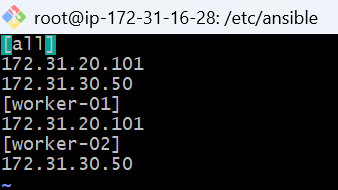 root@ip-172-31-16-28: /etc/ansible
[all]
172.31.20.101
172.31.30.50
[worker-01]
172.31.20.101
[worker-02]
172.31.30.50
~